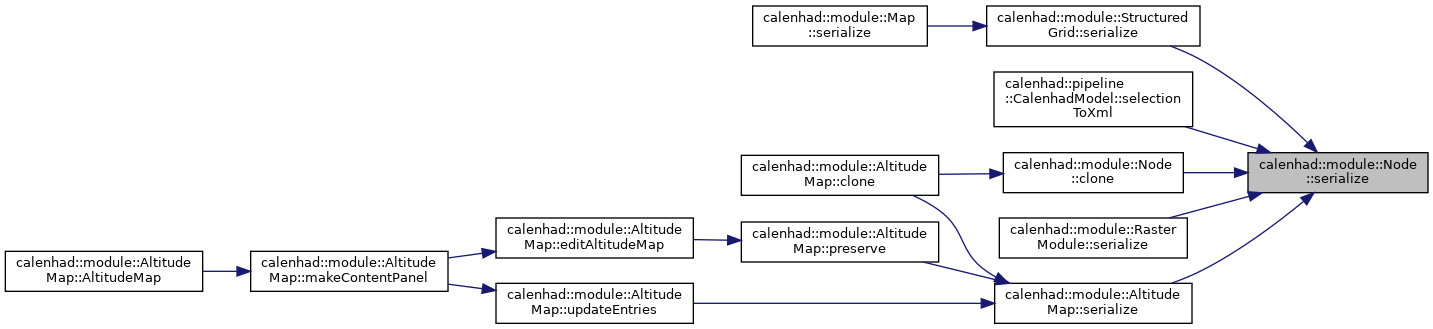 calenhad::module::Map
::serialize
calenhad::module::Structured
Grid::serialize
calenhad::pipeline
::CalenhadModel::selection
ToXml
calenhad::module::Altitude
Map::clone
calenhad::module::Node
::clone
calenhad::module::Node
::serialize
calenhad::module::Altitude
Map::AltitudeMap
calenhad::module::Altitude
Map::makeContentPanel
calenhad::module::Altitude
Map::editAltitudeMap
calenhad::module::Altitude
Map::preserve
calenhad::module::Raster
Module::serialize
calenhad::module::Altitude
Map::updateEntries
calenhad::module::Altitude
Map::serialize